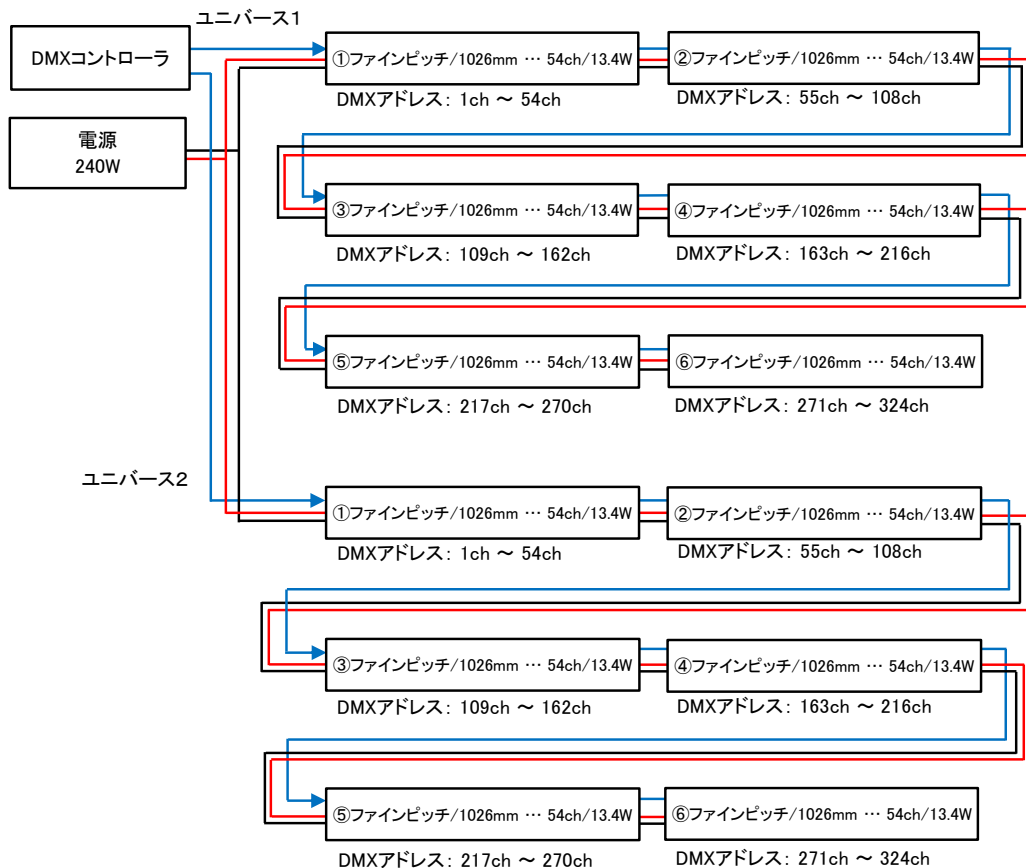 ユニバース1
DMXコントローラ
電源
240W
①ファインピッチ/1026mm … 54ch/13.4W
DMXアドレス: 1ch ～ 54ch
②ファインピッチ/1026mm … 54ch/13.4W
DMXアドレス: 55ch ～ 108ch
③ファインピッチ/1026mm … 54ch/13.4W
DMXアドレス: 109ch ～ 162ch
④ファインピッチ/1026mm … 54ch/13.4W
DMXアドレス: 163ch ～ 216ch
⑤ファインピッチ/1026mm … 54ch/13.4W
DMXアドレス: 217ch ～ 270ch
⑥ファインピッチ/1026mm … 54ch/13.4W
DMXアドレス: 271ch ～ 324ch
ユニバース2
①ファインピッチ/1026mm … 54ch/13.4W
DMXアドレス: 1ch ～ 54ch
②ファインピッチ/1026mm … 54ch/13.4W
DMXアドレス: 55ch ～ 108ch
③ファインピッチ/1026mm … 54ch/13.4W
DMXアドレス: 109ch ～ 162ch
④ファインピッチ/1026mm … 54ch/13.4W
DMXアドレス: 163ch ～ 216ch
⑤ファインピッチ/1026mm … 54ch/13.4W
DMXアドレス: 217ch ～ 270ch
⑥ファインピッチ/1026mm … 54ch/13.4W
DMXアドレス: 271ch ～ 324ch